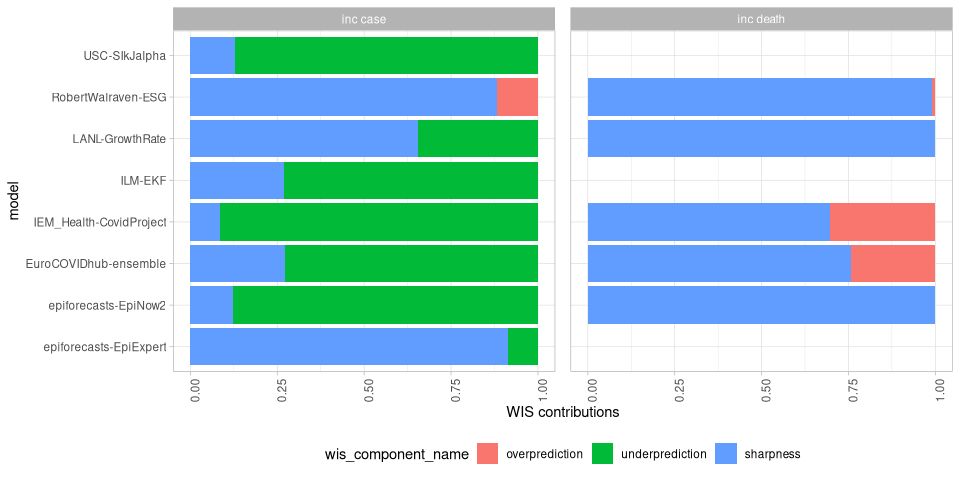 inc case
inc death
USC-SIkJalpha
RobertWalraven-ESG
LANL-GrowthRate
ILM-EKF
IEM_Health-CovidProject
EuroCOVIDhub-ensemble
epiforecasts-EpiNow2
epiforecasts-EpiExpert
model
0.00
0.25
0.50
0.75
1.00
0.00
0.25
0.50
0.75
1.00
WIS contributions
wis_component_name
overprediction
underprediction
sharpness